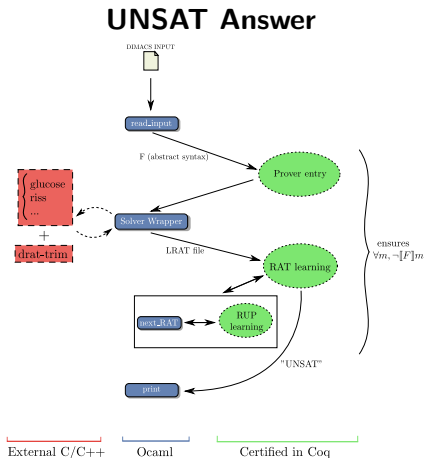 UNSAT Answer
DIMACS INPUT
read_input
F (abstract syntax)
Prover entry
glucose
riss
...
+
drat-trim
Solver Wrapper
LRAT file
RAT learning
ensures
∀m, ¬⟦F⟧m
next_RAT
RUP
learning
"UNSAT"
print
External C/C++
Ocaml
Certified in Coq